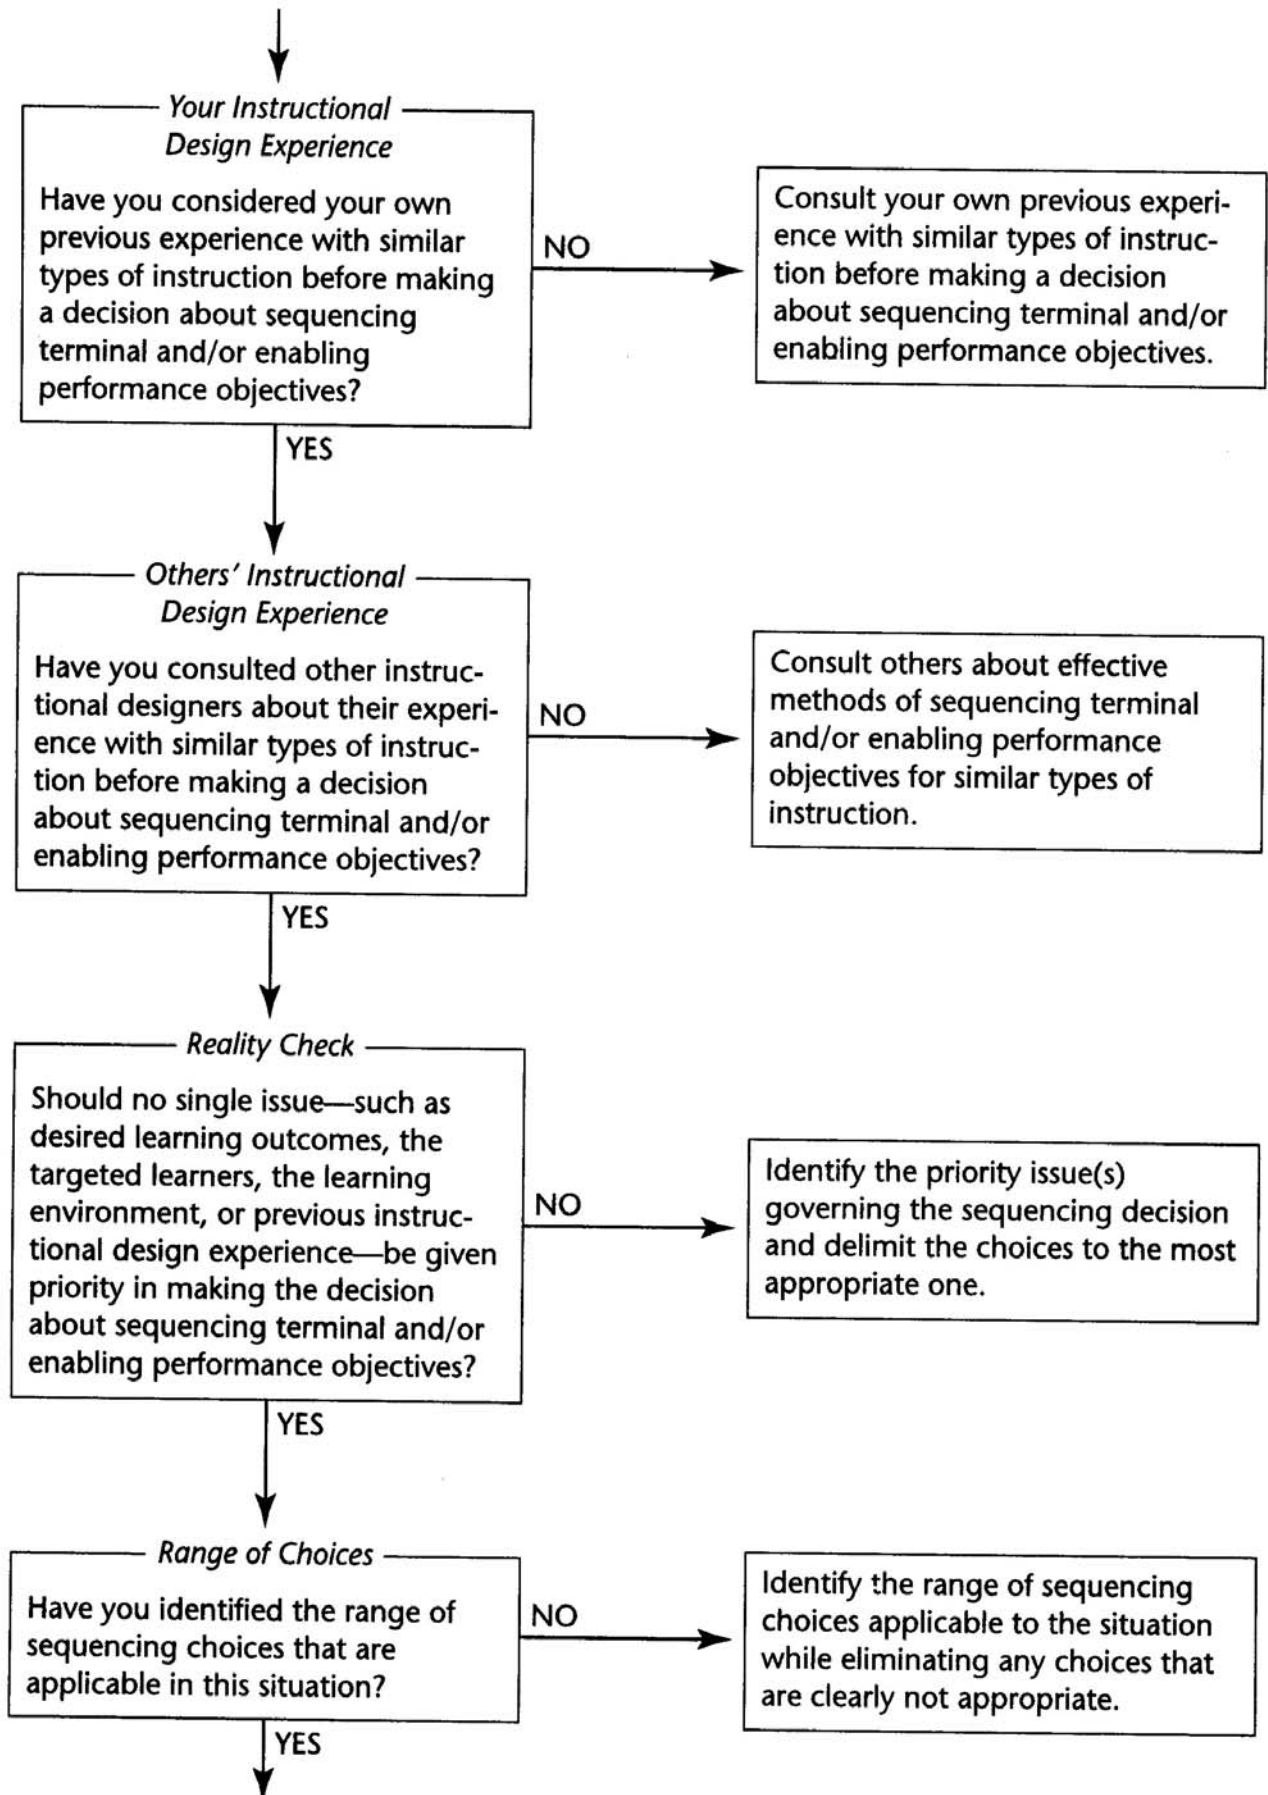 Your Instructional
Design Experience
Have you considered your own
previous experience with similar
types of instruction before making
a decision about sequencing
terminal and/or enabling
performance objectives?
NO
Consult your own previous experi-
ence with similar types of instruc-
tion before making a decision
about sequencing terminal and/or
enabling performance objectives.
YES
Others' Instructional
Design Experience
Have you consulted other instruc-
tional designers about their experi-
ence with similar types of instruc-
tion before making a decision
about sequencing terminal and/or
enabling performance objectives?
NO
Consult others about effective
methods of sequencing terminal
and/or enabling performance
objectives for similar types of
instruction.
YES
Reality Check
Should no single issue—such as
desired learning outcomes, the
targeted learners, the learning
environment, or previous instruc-
tional design experience—be given
priority in making the decision
about sequencing terminal and/or
enabling performance objectives?
NO
Identify the priority issue(s)
governing the sequencing decision
and delimit the choices to the most
appropriate one.
YES
Range of Choices
Have you identified the range of
sequencing choices that are
applicable in this situation?
NO
Identify the range of sequencing
choices applicable to the situation
while eliminating any choices that
are clearly not appropriate.
YES